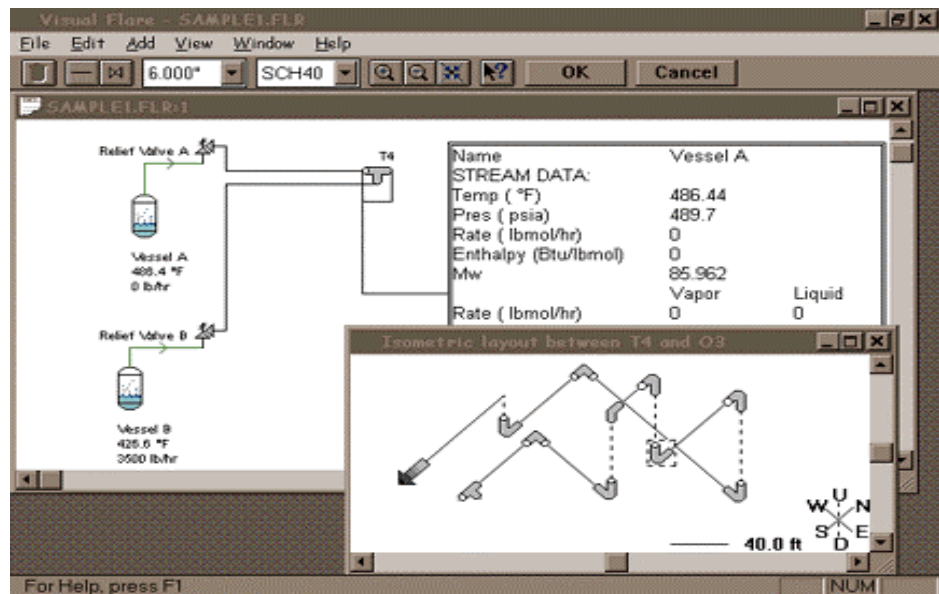 Visual Flare - SAMPLE1.FLR
File Edit Add View Window Help
6.000" SCH40 OK Cancel
SAMPLE1.FLR:1
Relief Valve A
T4
Vessel A
486.4 °F
0 lb/hr
Relief Valve B
Vessel B
426.6 °F
3500 lb/hr
Name Vessel A
STREAM DATA:
Temp ( °F) 486.44
Pres ( psia) 489.7
Rate ( lbmol/hr) 0
Enthalpy (Btu/lbmol) 0
Mw 85.962
Vapor Liquid
Rate ( lbmol/hr) 0 0
Isometric layout between T4 and O3
U
W N
S E
D
40.0 ft
For Help, press F1 NUM